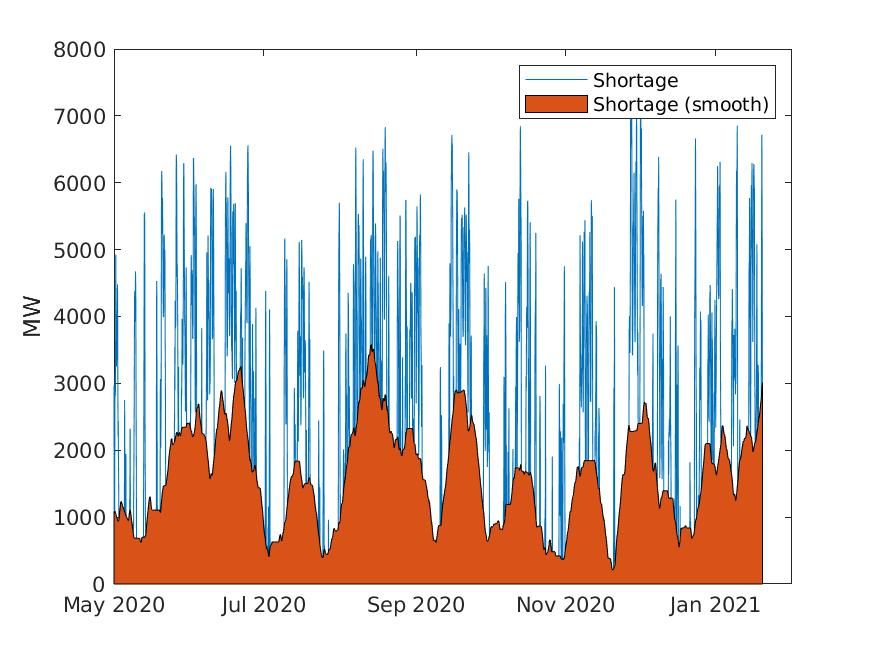 8000
7000
6000
5000
4000
3000
2000
1000
0
MW
Shortage
Shortage (smooth)
May 2020
Jul 2020
Sep 2020
Nov 2020
Jan 2021